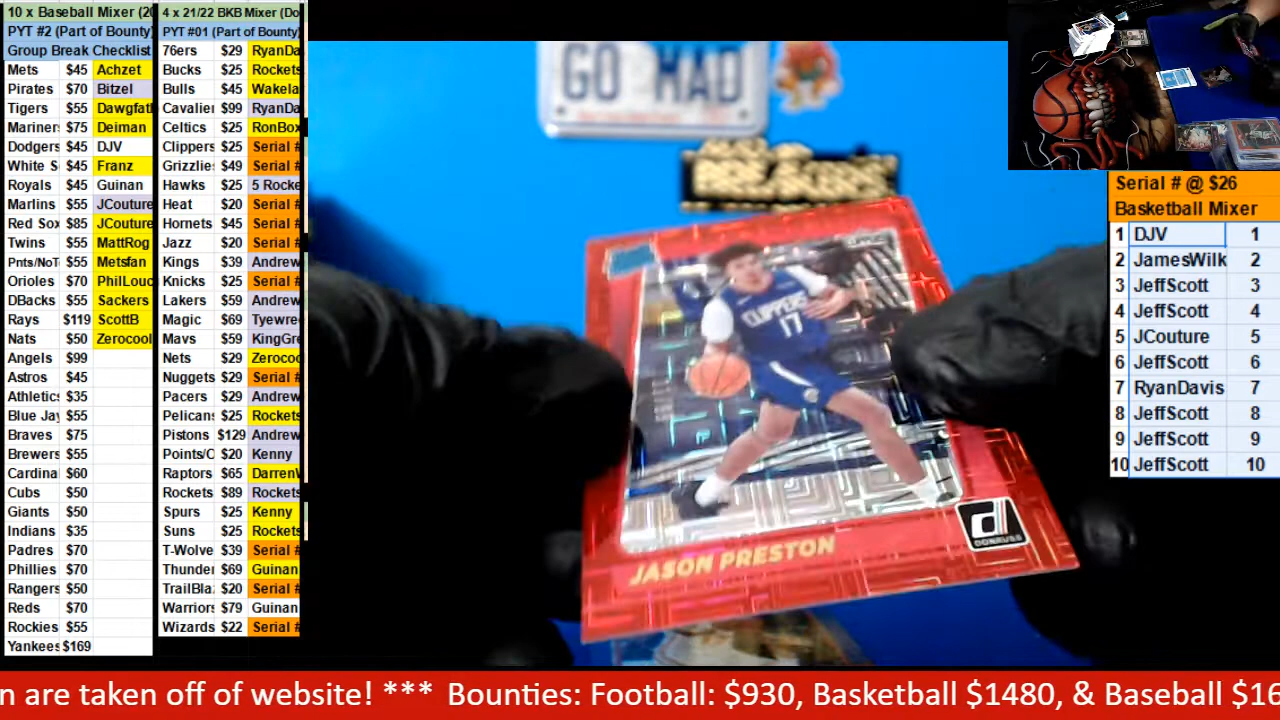 10 x Baseball Mixer (20
PYT #2 (Part of Bounty)
Group Break Checklist
Mets $45 Achzet
Pirates $70 Bitzel
Tigers $55 Dawgfath
Mariners $75 Deiman
Dodgers $45 DJV
White S $45 Franz
Royals $45 Guinan
Marlins $55 JCouture
Red Sox $85 JCouture
Twins $55 MattRog
Pnts/NoT $55 Metsfan
Orioles $70 PhilLouc
DBacks $55 Sackers
Rays $119 ScottB
Nats $50 Zerocool
Angels $99
Astros $45
Athletics $35
Blue Jay $55
Braves $75
Brewers $55
Cardina $60
Cubs $50
Giants $50
Indians $35
Padres $70
Phillies $70
Rangers $50
Reds $70
Rockies $55
Yankees $169
4 x 21/22 BKB Mixer (Do
PYT #01 (Part of Bounty)
76ers $29 RyanDa
Bucks $25 Rockets
Bulls $45 Wakela
Cavalier $99 RyanDa
Celtics $25 RonBox
Clippers $25 Serial #
Grizzlie $49 Serial #
Hawks $25 5 Rocke
Heat $20 Serial #
Hornets $45 Serial #
Jazz $20 Serial #
Kings $39 Andrew
Knicks $25 Serial #
Lakers $59 Andrew
Magic $69 Tyewre
Mavs $59 KingGre
Nets $29 Zerocoo
Nuggets $29 Serial #
Pacers $29 Andrew
Pelicans $25 Rockets
Pistons $129 Andrew
Points/O $20 Kenny
Raptors $65 DarrenW
Rockets $89 Rockets
Spurs $25 Kenny
Suns $25 Rockets
T-Wolve $39 Serial #
Thunder $69 Guinan
TrailBla $20 Serial #
Warriors $79 Guinan
Wizards $22 Serial #
GO MAD
CLIPPERS
17
JASON PRESTON
DONRUSS
Serial # @ $26
Basketball Mixer
1 DJV 1
2 JamesWilk 2
3 JeffScott 3
4 JeffScott 4
5 JCouture 5
6 JeffScott 6
7 RyanDavis 7
8 JeffScott 8
9 JeffScott 9
10 JeffScott 10
n are taken off of website! *** Bounties: Football: $930, Basketball $1480, & Baseball $16